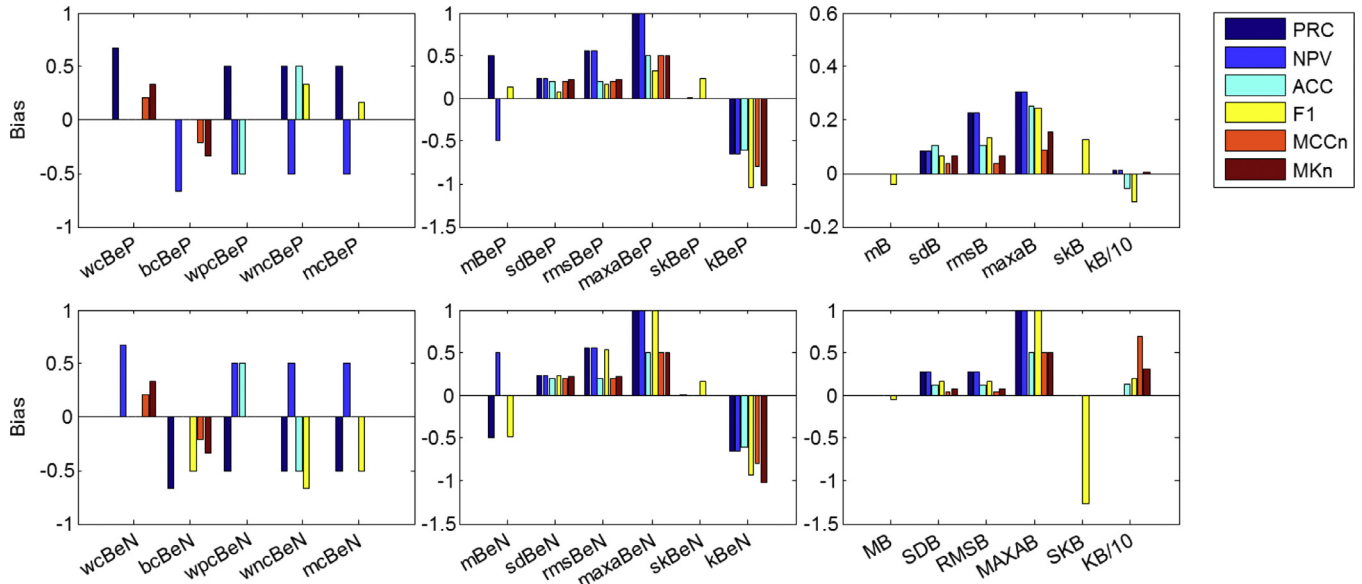 1
0.5
0
-0.5
-1
Bias
wcBeP
bcBeP
wpcBeP
wncBeP
mcBeP
1
0.5
0
-0.5
-1
-1.5
mBeP
sdBeP
rmsBeP
maxaBeP
skBeP
kBeP
0.6
0.4
0.2
0
0.2
mB
sdB
rmsB
maxaB
skB
kB/10
PRC
NPV
ACC
F1
MCCn
MKn
1
0.5
0
-0.5
-1
Bias
wcBeN
bcBeN
wpcBeN
wncBeN
mcBeN
1
0.5
0
-0.5
-1
-1.5
mBeN
sdBeN
rmsBeN
maxaBeN
skBeN
kBeN
1
0.5
0
-0.5
-1
-1.5
MB
SDB
RMSB
MAXAB
SKB
KB/10